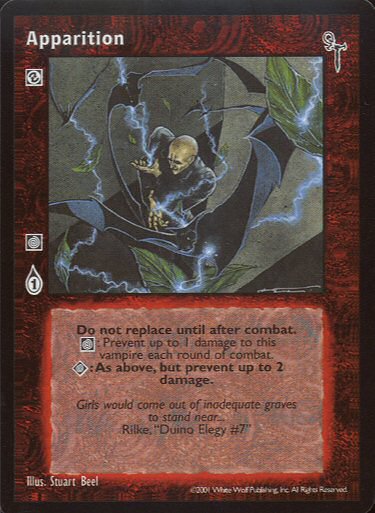 Apparition
1
Do not replace until after combat.
: Prevent up to 1 damage to this
vampire each round of combat.
: As above, but prevent up to 2
damage.
Girls would come out of inadequate graves
to stand near...
Rilke, "Duino Elegy #7"
Illus. Stuart Beel
©2001 White Wolf Publishing, Inc. All Rights Reserved.